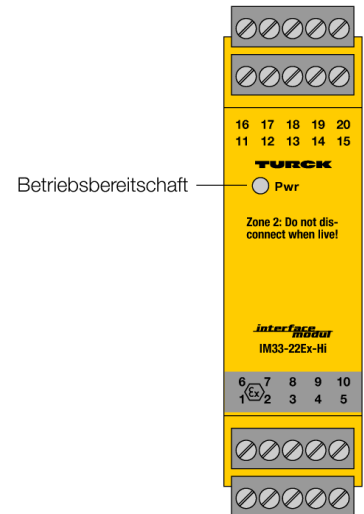 16 17 18 19 20
11 12 13 14 15
TURCK
Betriebsbereitschaft
Pwr
Zone 2: Do not dis-
connect when live!
interface
modul
IM33-22Ex-Hi
6 7 8 9 10
Ex
1 2 3 4 5